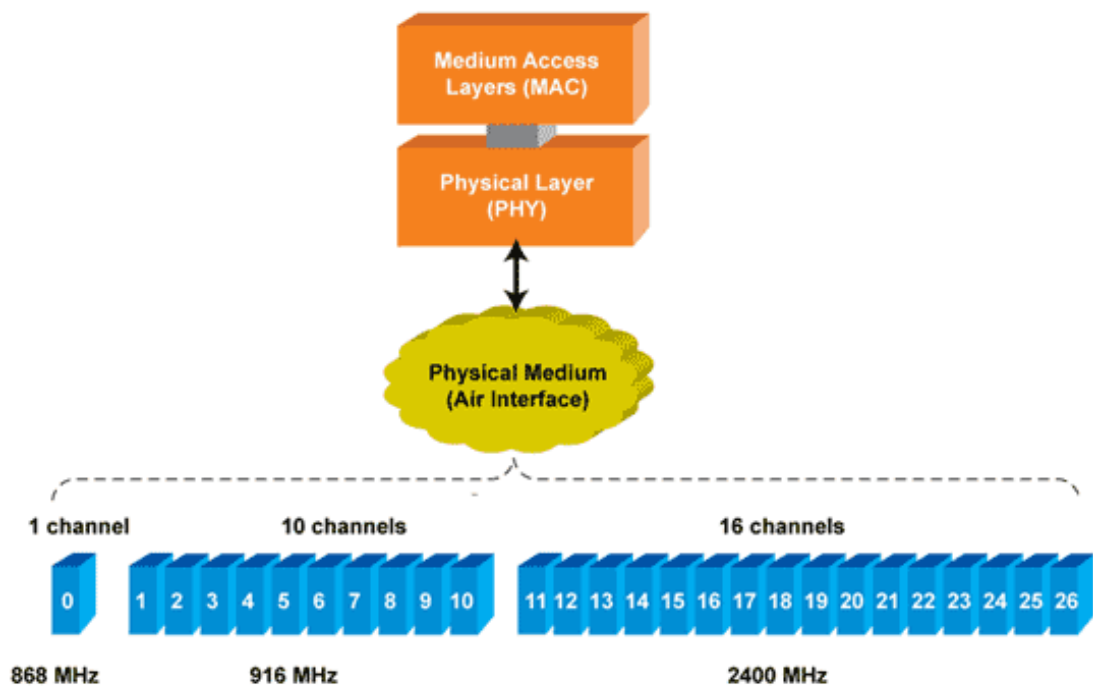 Medium Access
Layers (MAC)
Physical Layer
(PHY)
Physical Medium
(Air Interface)
1 channel 10 channels 16 channels
0 1 2 3 4 5 6 7 8 9 10 11 12 13 14 15 16 17 18 19 20 21 22 23 24 25 26
868 MHz 916 MHz 2400 MHz